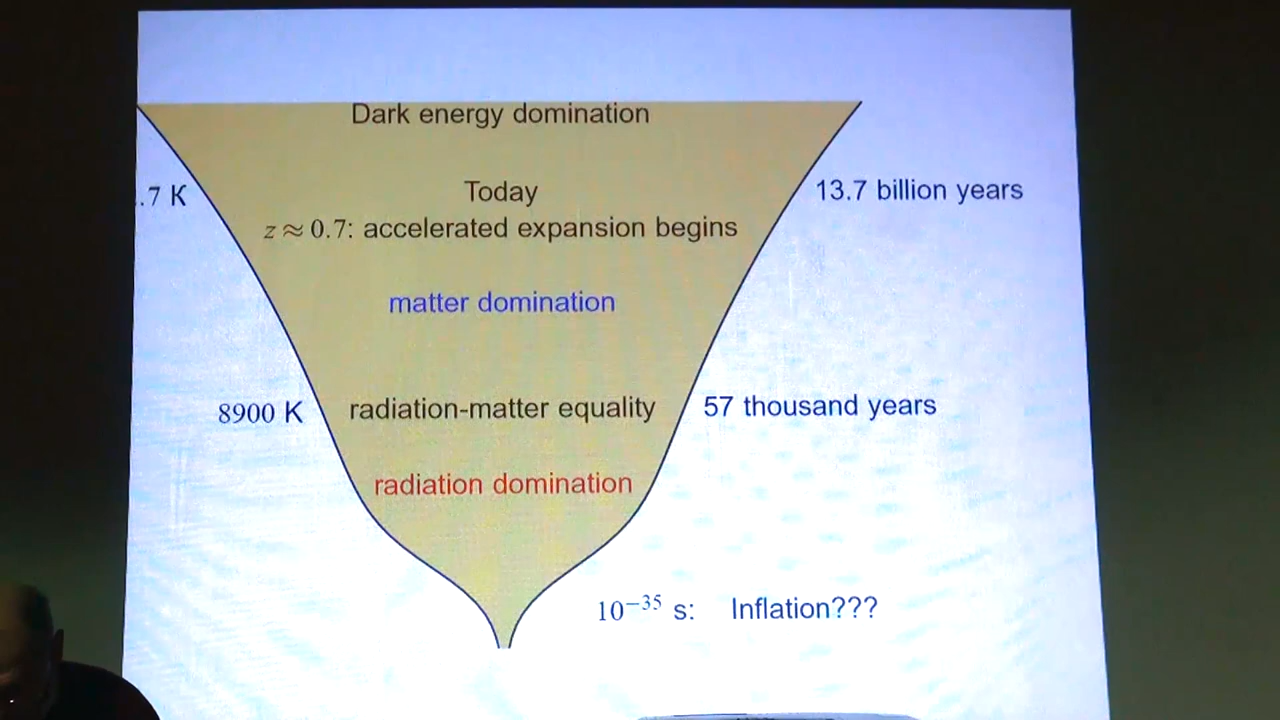 Dark energy domination
.7 K Today 13.7 billion years
z ≈ 0.7: accelerated expansion begins
matter domination
8900 K radiation-matter equality 57 thousand years
radiation domination
10⁻³⁵ s: Inflation???